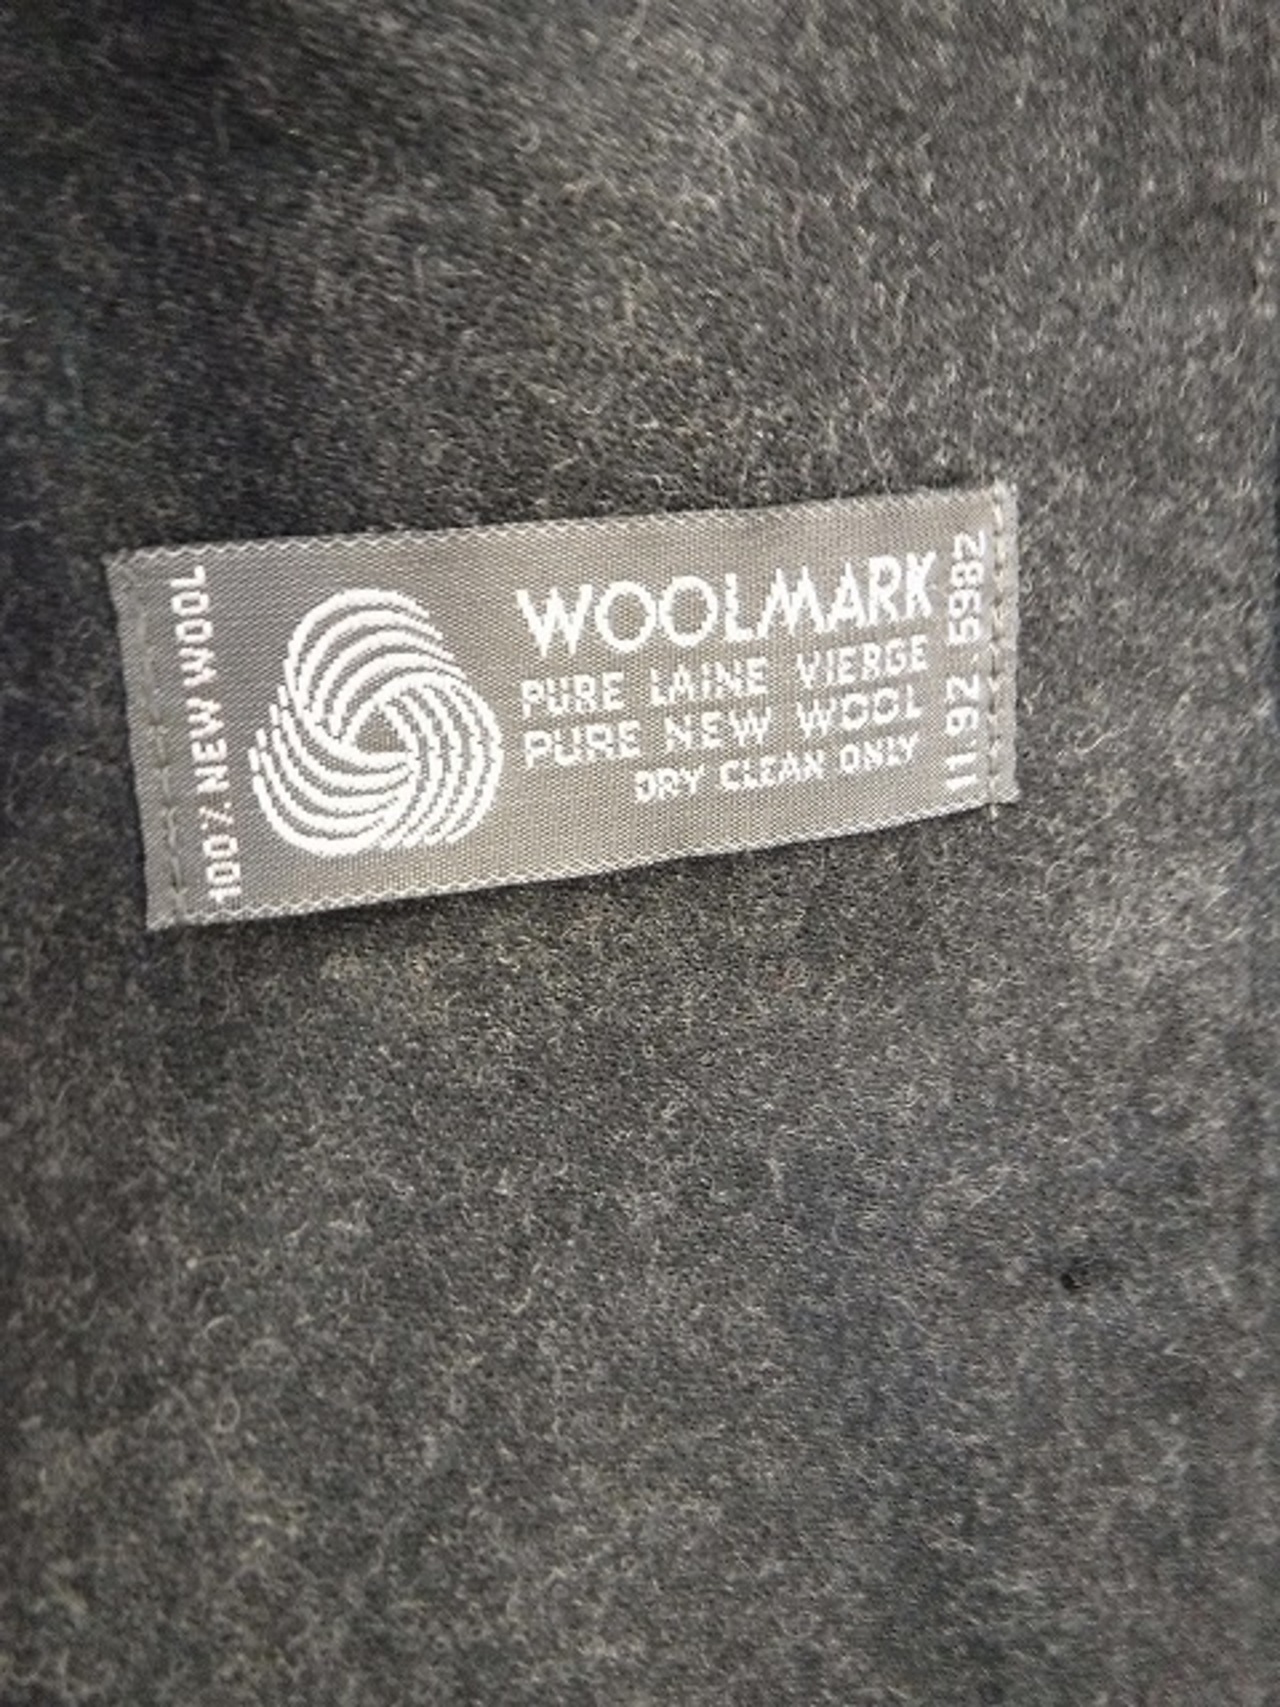 100% NEW WOOL
WOOLMARK
PURE LAINE VIERGE
PURE NEW WOOL
DRY CLEAN ONLY
11.92 5982